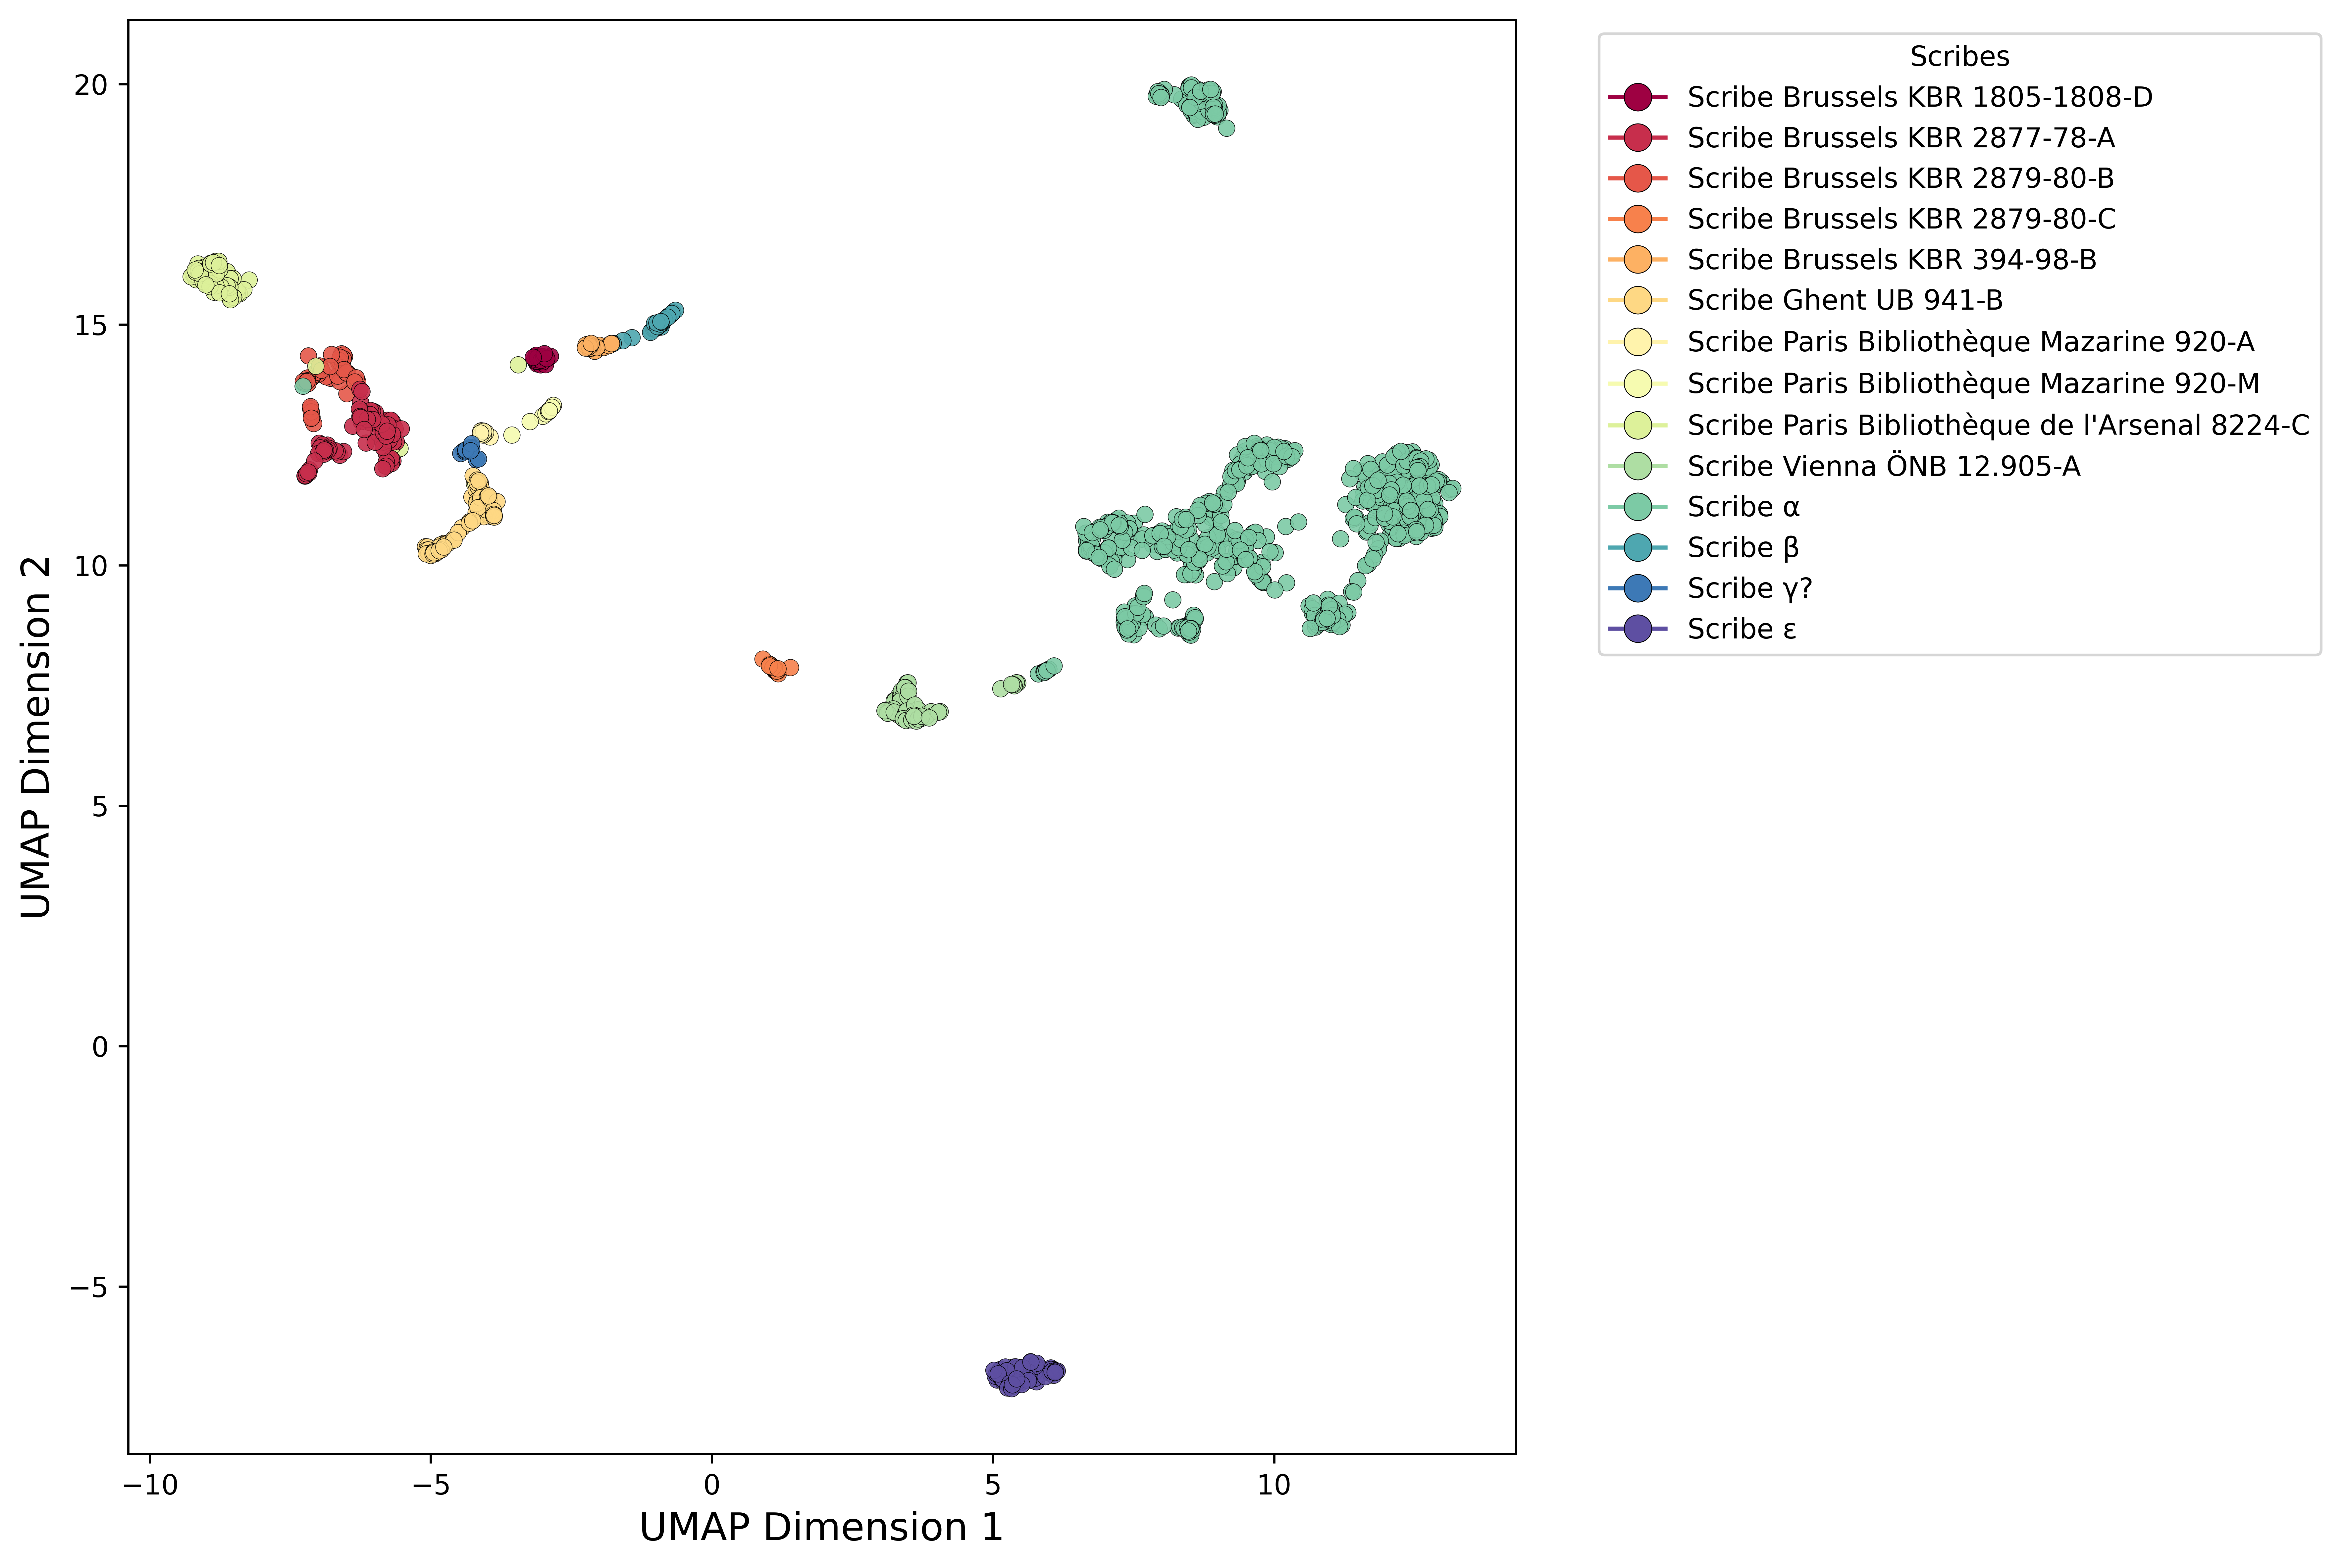 20
15
10
5
0
−5
−10
−5
0
5
10
UMAP Dimension 1
UMAP Dimension 2
Scribes
Scribe Brussels KBR 1805-1808-D
Scribe Brussels KBR 2877-78-A
Scribe Brussels KBR 2879-80-B
Scribe Brussels KBR 2879-80-C
Scribe Brussels KBR 394-98-B
Scribe Ghent UB 941-B
Scribe Paris Bibliothèque Mazarine 920-A
Scribe Paris Bibliothèque Mazarine 920-M
Scribe Paris Bibliothèque de l'Arsenal 8224-C
Scribe Vienna ÖNB 12.905-A
Scribe α
Scribe β
Scribe γ?
Scribe ε